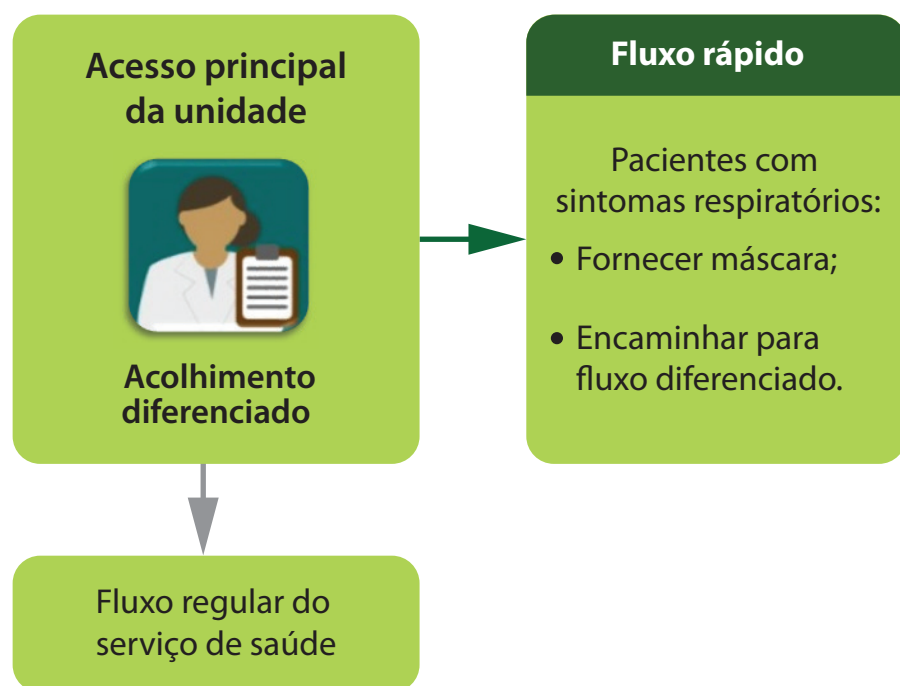 Acesso principal
da unidade
Acolhimento
diferenciado
Fluxo rápido
Pacientes com
sintomas respiratórios:
• Fornecer máscara;
• Encaminhar para
fluxo diferenciado.
Fluxo regular do
serviço de saúde